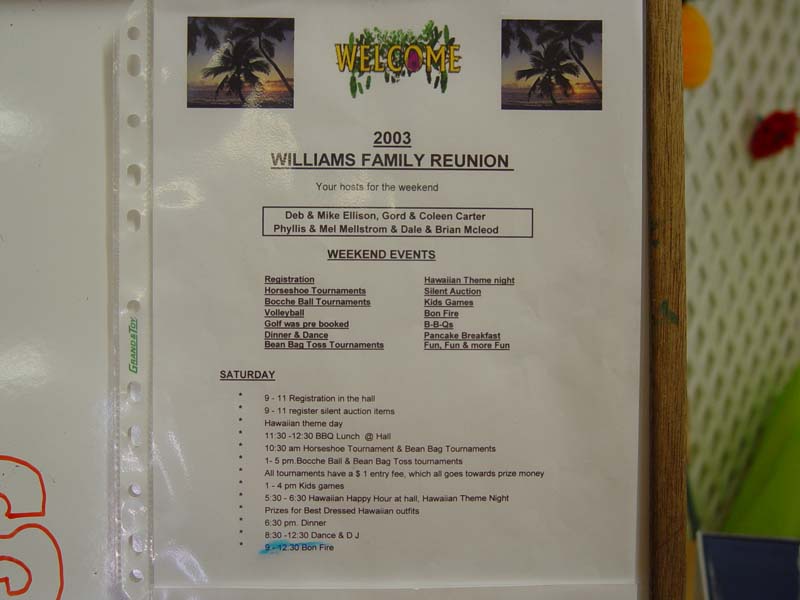 WELCOME
2003
WILLIAMS FAMILY REUNION
Your hosts for the weekend
Deb & Mike Ellison, Gord & Coleen Carter
Phyllis & Mel Mellstrom & Dale & Brian Mcleod
WEEKEND EVENTS
Registration
Horseshoe Tournaments
Bocche Ball Tournaments
Volleyball
Golf was pre booked
Dinner & Dance
Bean Bag Toss Tournaments
Hawaiian Theme night
Silent Auction
Kids Games
Bon Fire
B-B-Qs
Pancake Breakfast
Fun, Fun & more Fun
SATURDAY
* 9 - 11 Registration in the hall
* 9 - 11 register silent auction items
* Hawaiian theme day
* 11:30 -12:30 BBQ Lunch @ Hall
* 10:30 am Horseshoe Tournament & Bean Bag Tournaments
* 1- 5 pm.Bocche Ball & Bean Bag Toss tournaments
* All tournaments have a $ 1 entry fee, which all goes towards prize money
* 1 - 4 pm Kids games
* 5:30 - 6:30 Hawaiian Happy Hour at hall, Hawaiian Theme Night
* Prizes for Best Dressed Hawaiian outfits
* 6:30 pm. Dinner
* 8:30 -12:30 Dance & D J
* 9 - 12:30 Bon Fire
GRAND&TOY